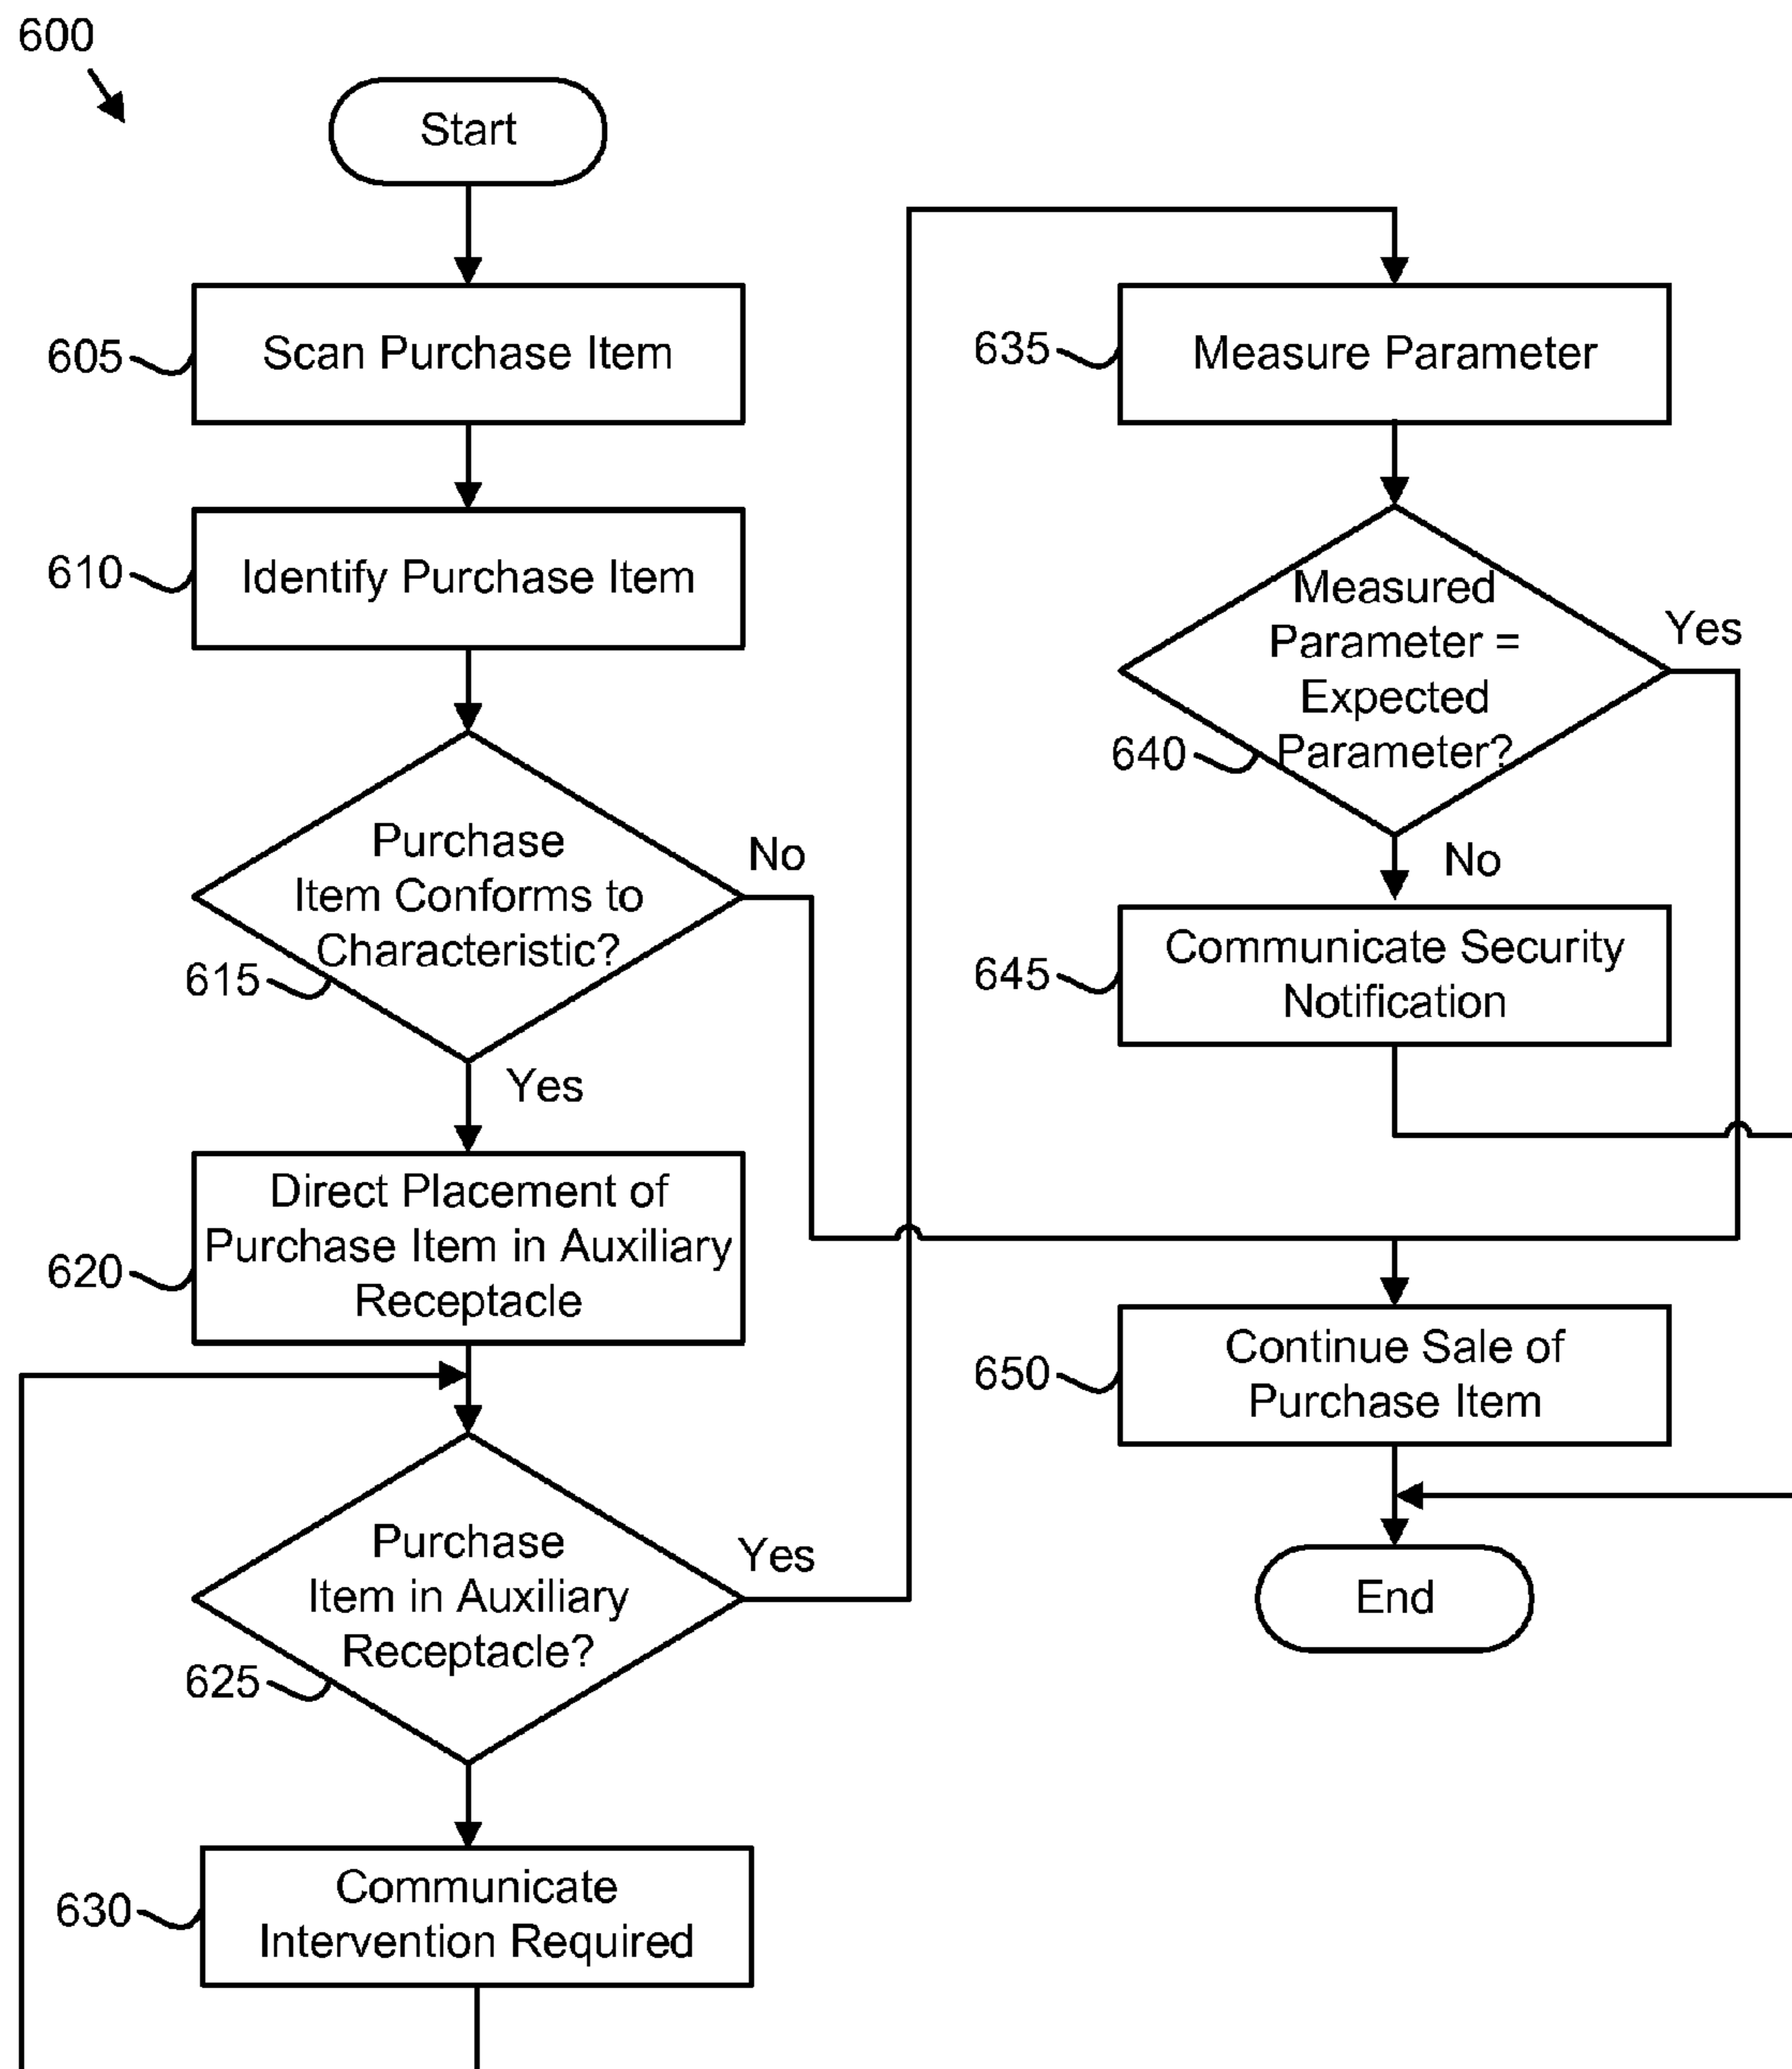 600
Start
605
Scan Purchase Item
610
Identify Purchase Item
Purchase
Item Conforms to
Characteristic?
615
No
Yes
620
Direct Placement of
Purchase Item in Auxiliary
Receptacle
Purchase
Item in Auxiliary
Receptacle?
625
Yes
630
Communicate
Intervention Required
635
Measure Parameter
Measured
Parameter =
Expected
Parameter?
640
Yes
No
645
Communicate Security
Notification
650
Continue Sale of
Purchase Item
End